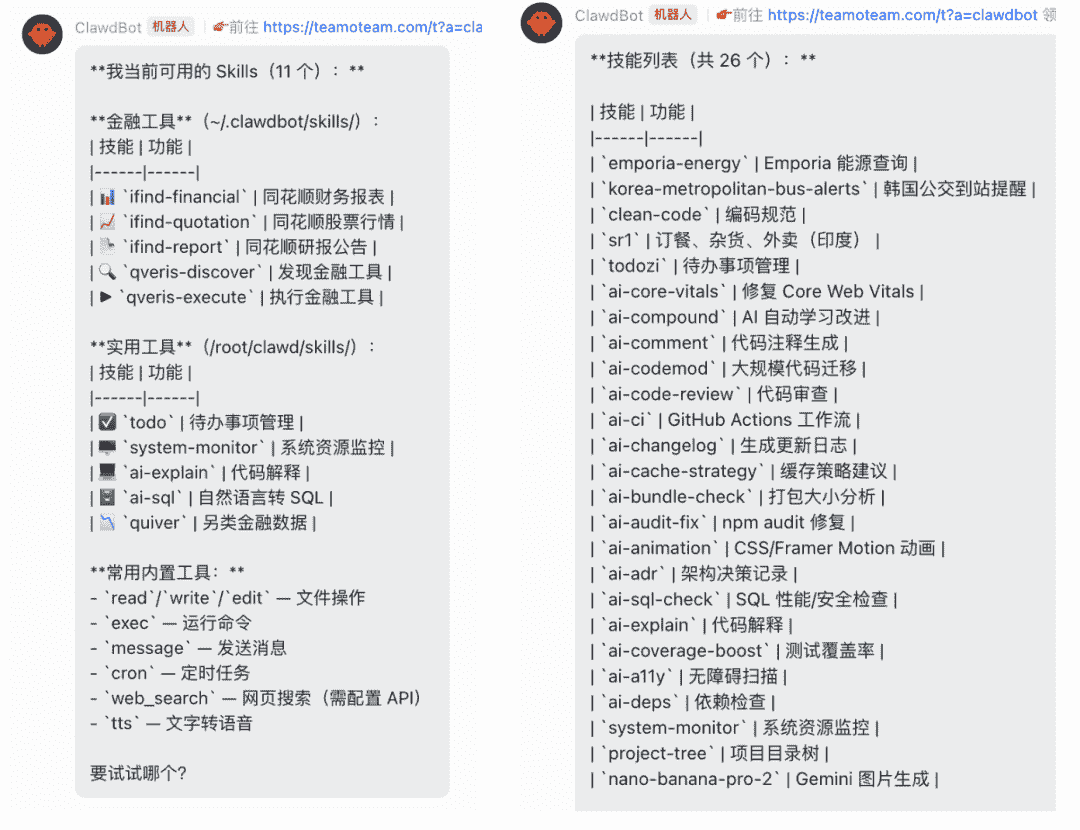 ClawdBot 机器人 前往 https://teamoteam.com/t?a=cla
**我当前可用的 Skills（11 个）：**
**金融工具**（~/.clawdbot/skills/）：
| 技能 | 功能 |
|------|------|
| 📊 `ifind-financial` | 同花顺财务报表 |
| 📈 `ifind-quotation` | 同花顺股票行情 |
| 📑 `ifind-report` | 同花顺研报公告 |
| 🔍 `qveris-discover` | 发现金融工具 |
| ▶ `qveris-execute` | 执行金融工具 |
**实用工具**（/root/clawd/skills/）：
| 技能 | 功能 |
|------|------|
| ☑ `todo` | 待办事项管理 |
| 🖥 `system-monitor` | 系统资源监控 |
| 💻 `ai-explain` | 代码解释 |
| 🗄 `ai-sql` | 自然语言转 SQL |
| 📉 `quiver` | 另类金融数据 |
**常用内置工具：**
- `read`/`write`/`edit` — 文件操作
- `exec` — 运行命令
- `message` — 发送消息
- `cron` — 定时任务
- `web_search` — 网页搜索（需配置 API）
- `tts` — 文字转语音
要试试哪个?
ClawdBot 机器人 前往 https://teamoteam.com/t?a=clawdbot 领
**技能列表（共 26 个）：**
| 技能 | 功能 |
|------|------|
| `emporia-energy` | Emporia 能源查询 |
| `korea-metropolitan-bus-alerts` | 韩国公交到站提醒 |
| `clean-code` | 编码规范 |
| `sr1` | 订餐、杂货、外卖（印度） |
| `todozi` | 待办事项管理 |
| `ai-core-vitals` | 修复 Core Web Vitals |
| `ai-compound` | AI 自动学习改进 |
| `ai-comment` | 代码注释生成 |
| `ai-codemod` | 大规模代码迁移 |
| `ai-code-review` | 代码审查 |
| `ai-ci` | GitHub Actions 工作流 |
| `ai-changelog` | 生成更新日志 |
| `ai-cache-strategy` | 缓存策略建议 |
| `ai-bundle-check` | 打包大小分析 |
| `ai-audit-fix` | npm audit 修复 |
| `ai-animation` | CSS/Framer Motion 动画 |
| `ai-adr` | 架构决策记录 |
| `ai-sql-check` | SQL 性能/安全检查 |
| `ai-explain` | 代码解释 |
| `ai-coverage-boost` | 测试覆盖率 |
| `ai-a11y` | 无障碍扫描 |
| `ai-deps` | 依赖检查 |
| `system-monitor` | 系统资源监控 |
| `project-tree` | 项目目录树 |
| `nano-banana-pro-2` | Gemini 图片生成 |